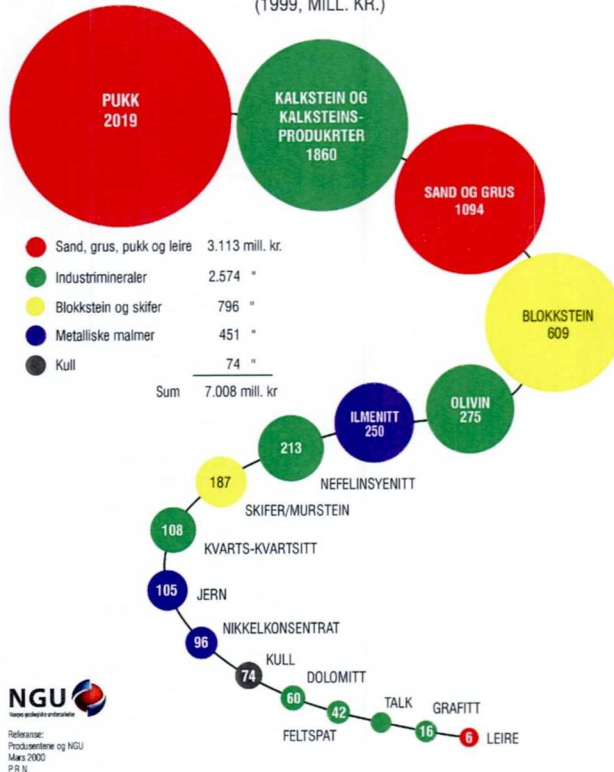 (1999, MILL. KR.)
PUKK
2019
KALKSTEIN OG
KALKSTEINS-
PRODUKRTER
1860
SAND OG GRUS
1094
BLOKKSTEIN
609
Sand, grus, pukk og leire 3.113 mill. kr.
Industrimineraler 2.574 "
Blokkstein og skifer 796 "
Metalliske malmer 451 "
Kull 74 "
Sum 7.008 mill. kr
OLIVIN
275
ILMENITT
250
213
NEFELINSYENITT
187
SKIFER/MURSTEIN
108
KVARTS-KVARTSITT
105
JERN
96
NIKKELKONSENTRAT
74
KULL
60
DOLOMITT
42
FELTSPAT
TALK
16
GRAFITT
6
LEIRE
NGU
Norges geologiske undersøkelse
Referanse:
Produsentene og NGU
Mars 2000
P.R.N.